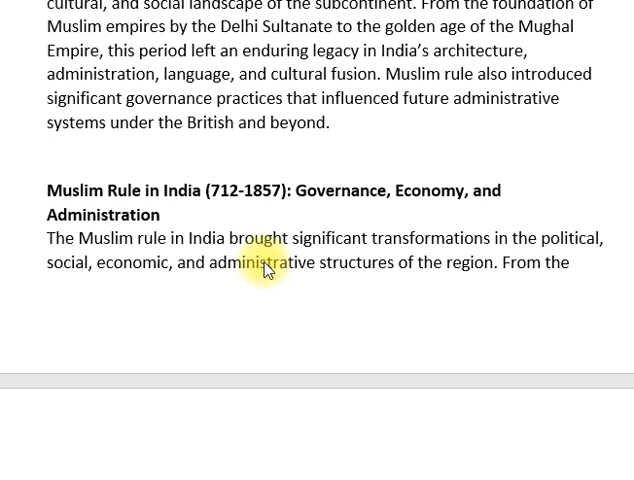 cultural, and social landscape of the subcontinent. From the foundation of
Muslim empires by the Delhi Sultanate to the golden age of the Mughal
Empire, this period left an enduring legacy in India’s architecture,
administration, language, and cultural fusion. Muslim rule also introduced
significant governance practices that influenced future administrative
systems under the British and beyond.
Muslim Rule in India (712-1857): Governance, Economy, and
Administration
The Muslim rule in India brought significant transformations in the political,
social, economic, and administrative structures of the region. From the